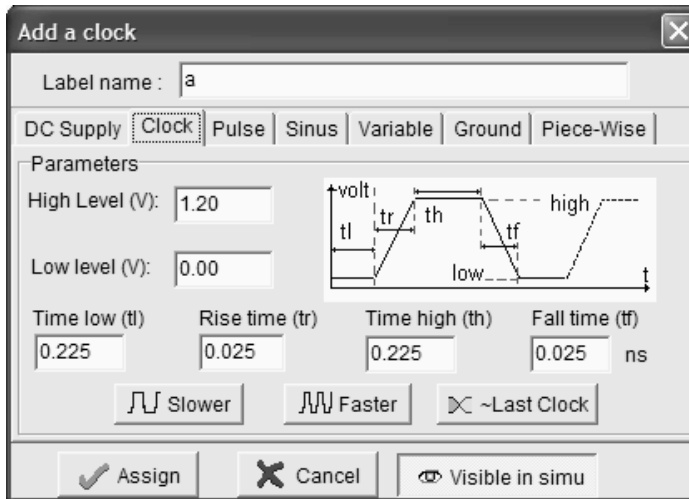 Add a clock
Label name : a
DC Supply Clock Pulse Sinus Variable Ground Piece-Wise
Parameters
High Level (V): 1.20
volt
tl tr th tf high
Low level (V): 0.00
low t
Time low (tl) Rise time (tr) Time high (th) Fall time (tf)
0.225 0.025 0.225 0.025 ns
Slower Faster ~Last Clock
Assign Cancel Visible in simu